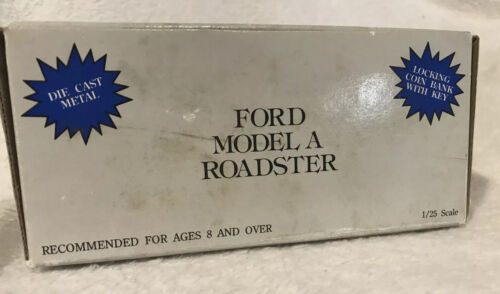 DIE CAST
METAL
LOCKING
COIN BANK
WITH KEY
FORD
MODEL A
ROADSTER
1/25 Scale
RECOMMENDED FOR AGES 8 AND OVER